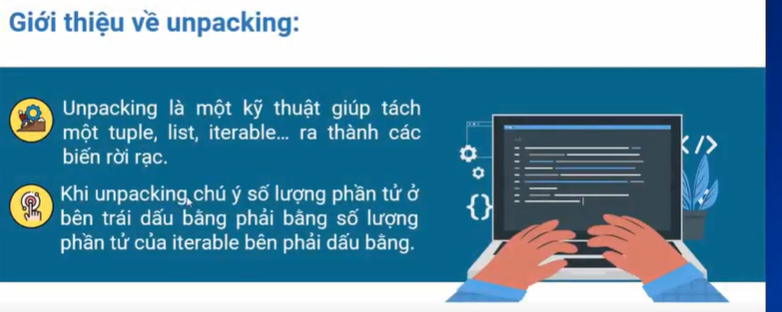 Giới thiệu về unpacking:
Unpacking là một kỹ thuật giúp tách
một tuple, list, iterable... ra thành các
biến rời rạc.
Khi unpacking,chú ý số lượng phần tử ở
bên trái dấu bằng phải bằng số lượng
phần tử của iterable bên phải dấu bằng.